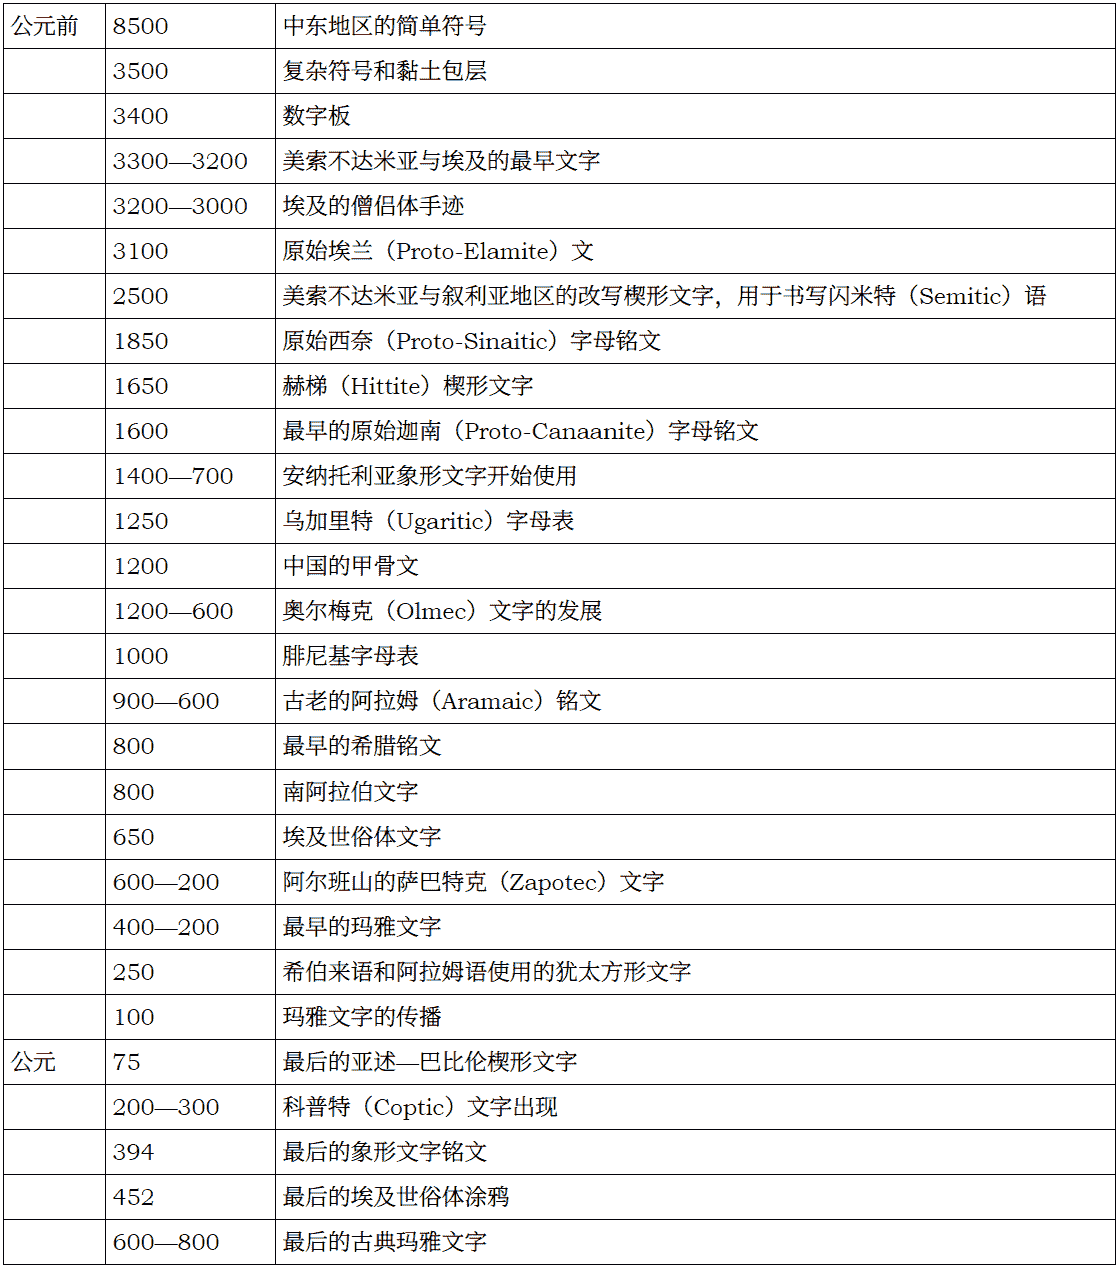 公元前 8500 中东地区的简单符号
3500 复杂符号和黏土包层
3400 数字板
3300—3200 美索不达米亚与埃及的最早文字
3200—3000 埃及的僧侣体手迹
3100 原始埃兰（Proto-Elamite）文
2500 美索不达米亚与叙利亚地区的改写楔形文字，用于书写闪米特（Semitic）语
1850 原始西奈（Proto-Sinaitic）字母铭文
1650 赫梯（Hittite）楔形文字
1600 最早的原始迦南（Proto-Canaanite）字母铭文
1400—700 安纳托利亚象形文字开始使用
1250 乌加里特（Ugaritic）字母表
1200 中国的甲骨文
1200—600 奥尔梅克（Olmec）文字的发展
1000 腓尼基字母表
900—600 古老的阿拉姆（Aramaic）铭文
800 最早的希腊铭文
800 南阿拉伯文字
650 埃及世俗体文字
600—200 阿尔班山的萨巴特克（Zapotec）文字
400—200 最早的玛雅文字
250 希伯来语和阿拉姆语使用的犹太方形文字
100 玛雅文字的传播
公元 75 最后的亚述—巴比伦楔形文字
200—300 科普特（Coptic）文字出现
394 最后的象形文字铭文
452 最后的埃及世俗体涂鸦
600—800 最后的古典玛雅文字